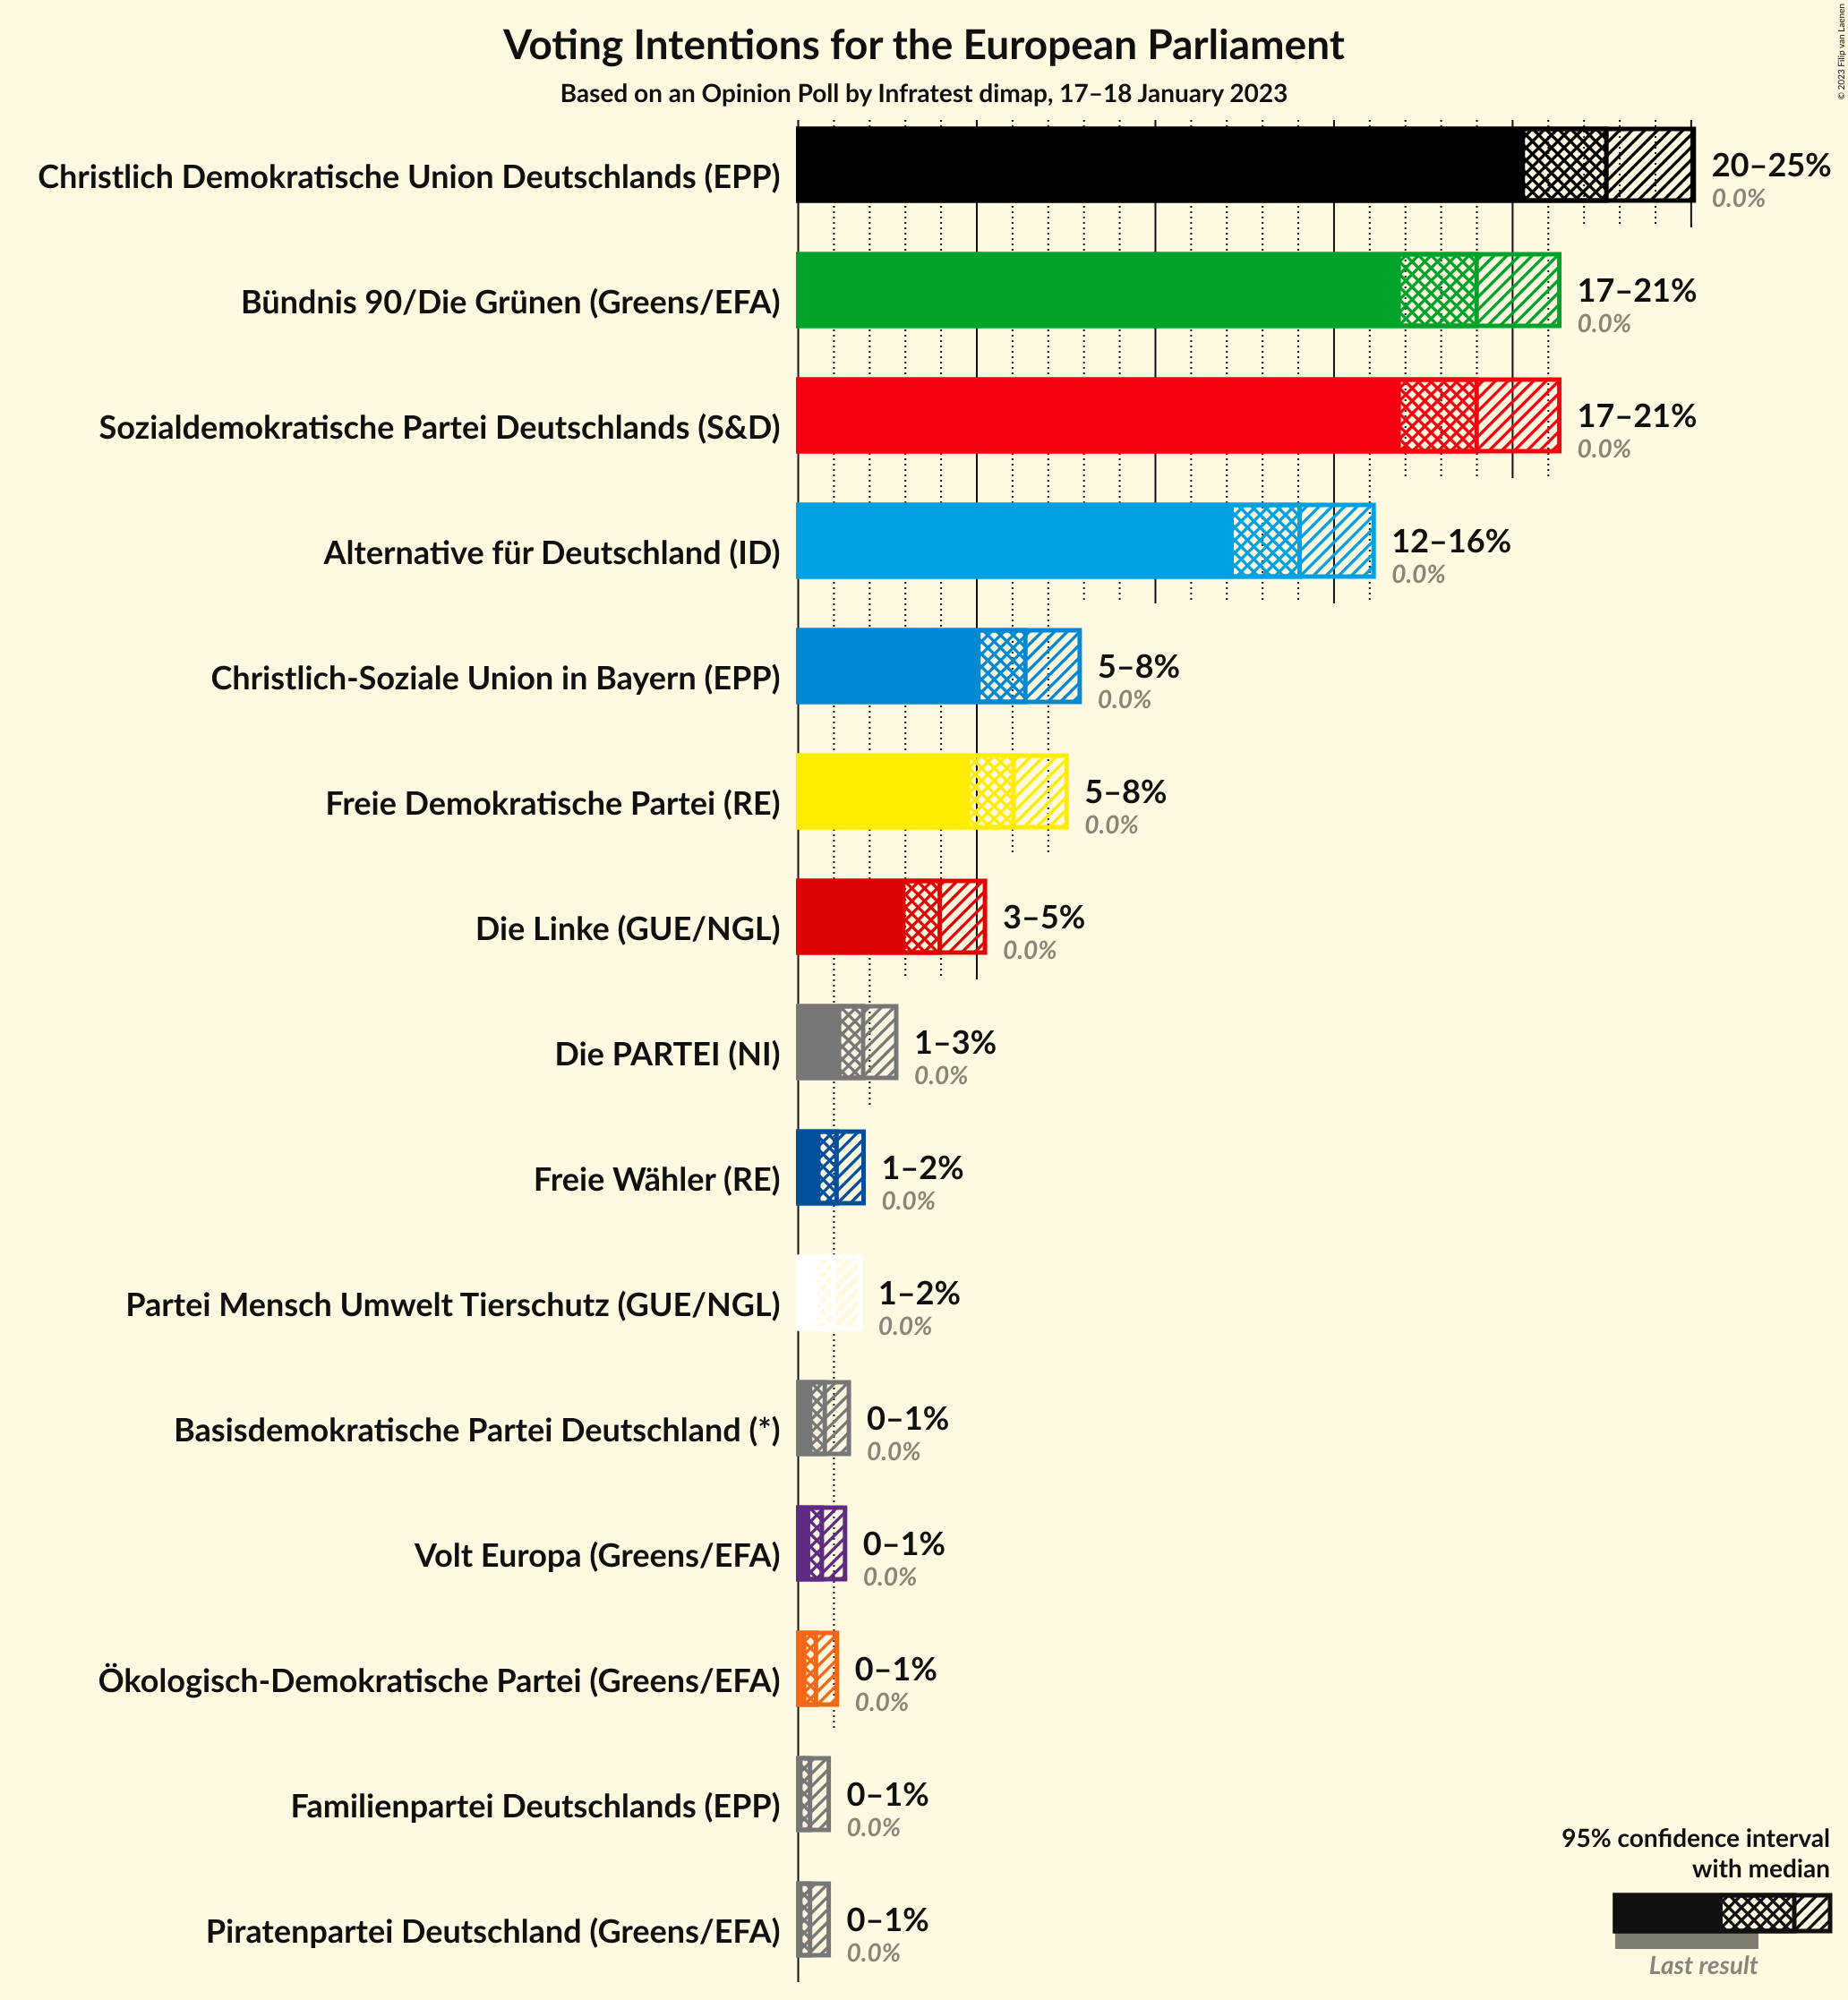 Voting Intentions for the European Parliament
Based on an Opinion Poll by Infratest dimap, 17–18 January 2023
© 2023 Filip van Laenen
Christlich Demokratische Union Deutschlands (EPP)
20–25%
0.0%
Bündnis 90/Die Grünen (Greens/EFA)
17–21%
0.0%
Sozialdemokratische Partei Deutschlands (S&D)
17–21%
0.0%
Alternative für Deutschland (ID)
12–16%
0.0%
Christlich-Soziale Union in Bayern (EPP)
5–8%
0.0%
Freie Demokratische Partei (RE)
5–8%
0.0%
Die Linke (GUE/NGL)
3–5%
0.0%
Die PARTEI (NI)
1–3%
0.0%
Freie Wähler (RE)
1–2%
0.0%
Partei Mensch Umwelt Tierschutz (GUE/NGL)
1–2%
0.0%
Basisdemokratische Partei Deutschland (*)
0–1%
0.0%
Volt Europa (Greens/EFA)
0–1%
0.0%
Ökologisch-Demokratische Partei (Greens/EFA)
0–1%
0.0%
Familienpartei Deutschlands (EPP)
0–1%
0.0%
Piratenpartei Deutschland (Greens/EFA)
0–1%
0.0%
95% confidence interval
with median
Last result